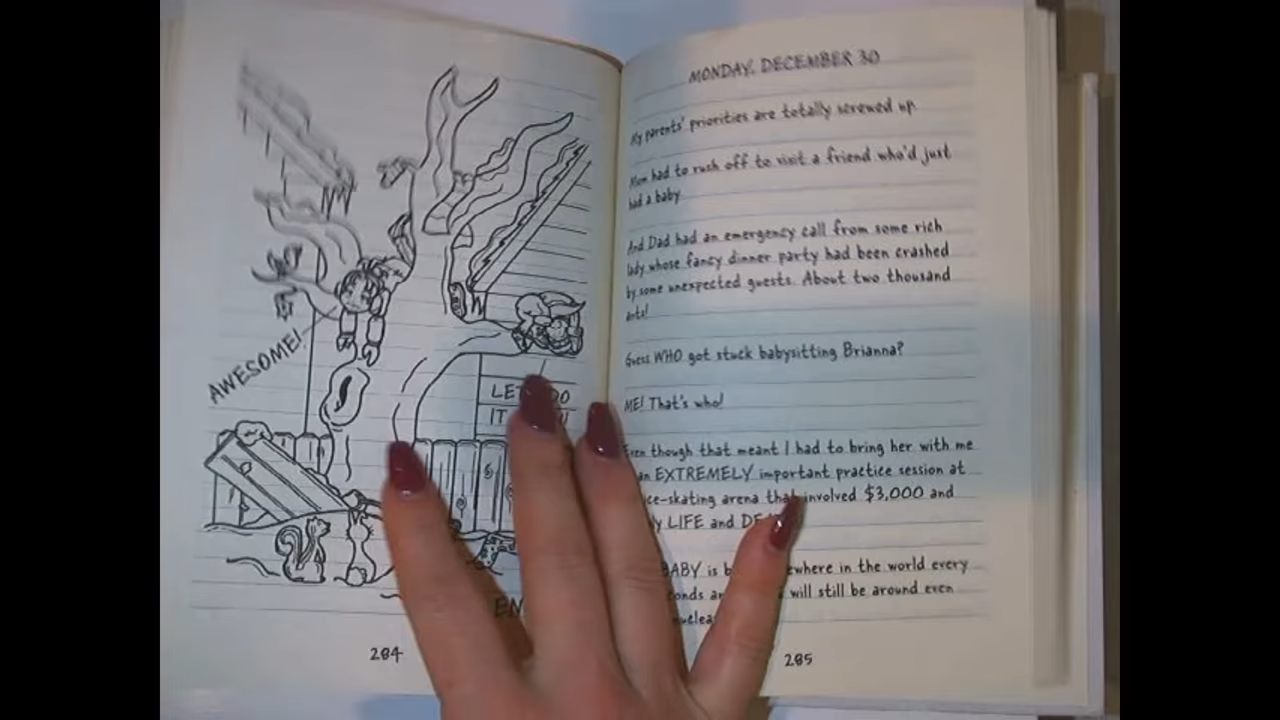 AWESOME!
LET DO
IT
EN
284
MONDAY, DECEMBER 30
My parents' priorities are totally screwed up.
Mom had to rush off to visit a friend who'd just
had a baby.
And Dad had an emergency call from some rich
lady whose fancy dinner party had been crashed
by some unexpected guests. About two thousand
ants!
Guess WHO got stuck babysitting Brianna?
ME! That's who!
Even though that meant I had to bring her with me
an EXTREMELY important practice session at
ice-skating arena that involved $3,000 and
LIFE and
BABY is in the world every
and will still be around even
285